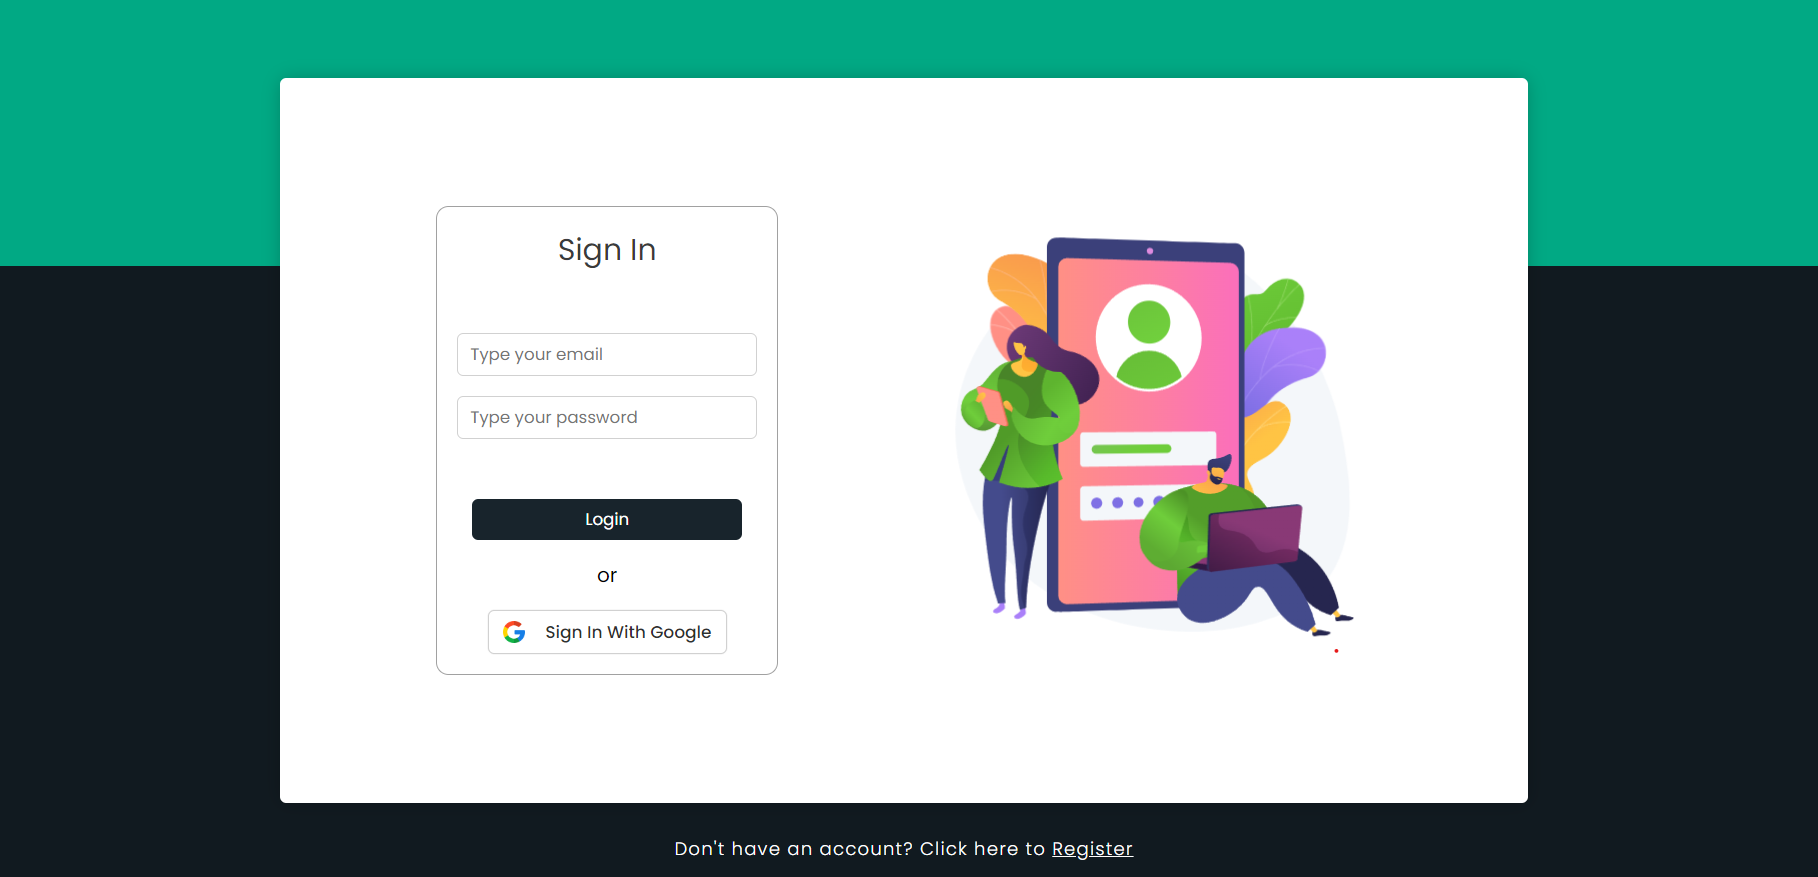 Sign In
Type your email
Type your password
Login
or
Sign In With Google
Don't have an account? Click here to Register